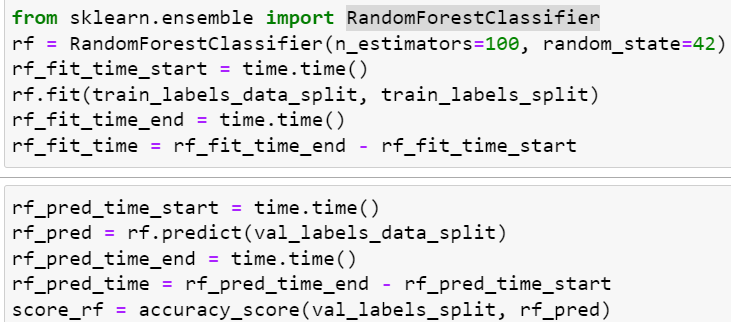 from sklearn.ensemble import RandomForestClassifier
rf = RandomForestClassifier(n_estimators=100, random_state=42)
rf_fit_time_start = time.time()
rf.fit(train_labels_data_split, train_labels_split)
rf_fit_time_end = time.time()
rf_fit_time = rf_fit_time_end - rf_fit_time_start
rf_pred_time_start = time.time()
rf_pred = rf.predict(val_labels_data_split)
rf_pred_time_end = time.time()
rf_pred_time = rf_pred_time_end - rf_pred_time_start
score_rf = accuracy_score(val_labels_split, rf_pred)